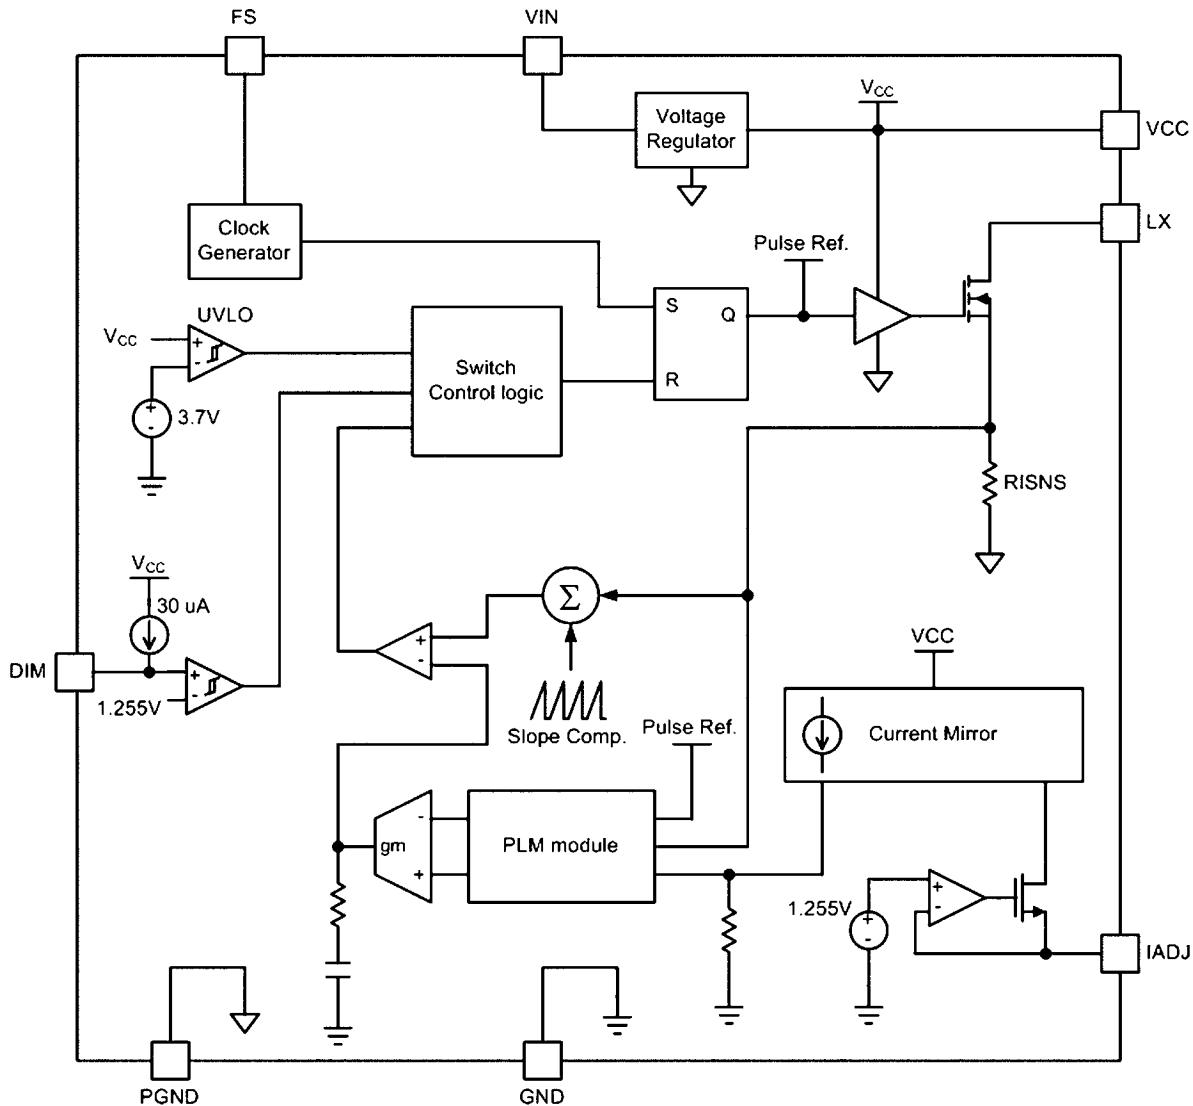 FS
VIN
Voltage
Regulator
VCC
VCC
LX
Clock
Generator
Pulse Ref.
UVLO
VCC
+
-
S
Q
R
Switch
Control logic
+
-
3.7V
RISNS
VCC
30 uA
Σ
DIM
+
-
1.255V
+
-
Slope Comp.
Pulse Ref.
VCC
Current Mirror
gm
-
+
PLM module
1.255V
+
-
+
-
IADJ
PGND
GND